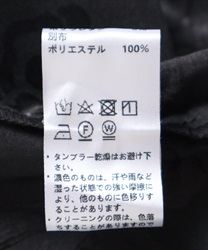 別布
ポリエステル 100%
・タンブラー乾燥はお避け下さい。
・濃色のものは、汗や雨など
湿った状態での強い摩擦に
より、他のものに色移りす
ることがあります。
・クリーニングの際は、色落